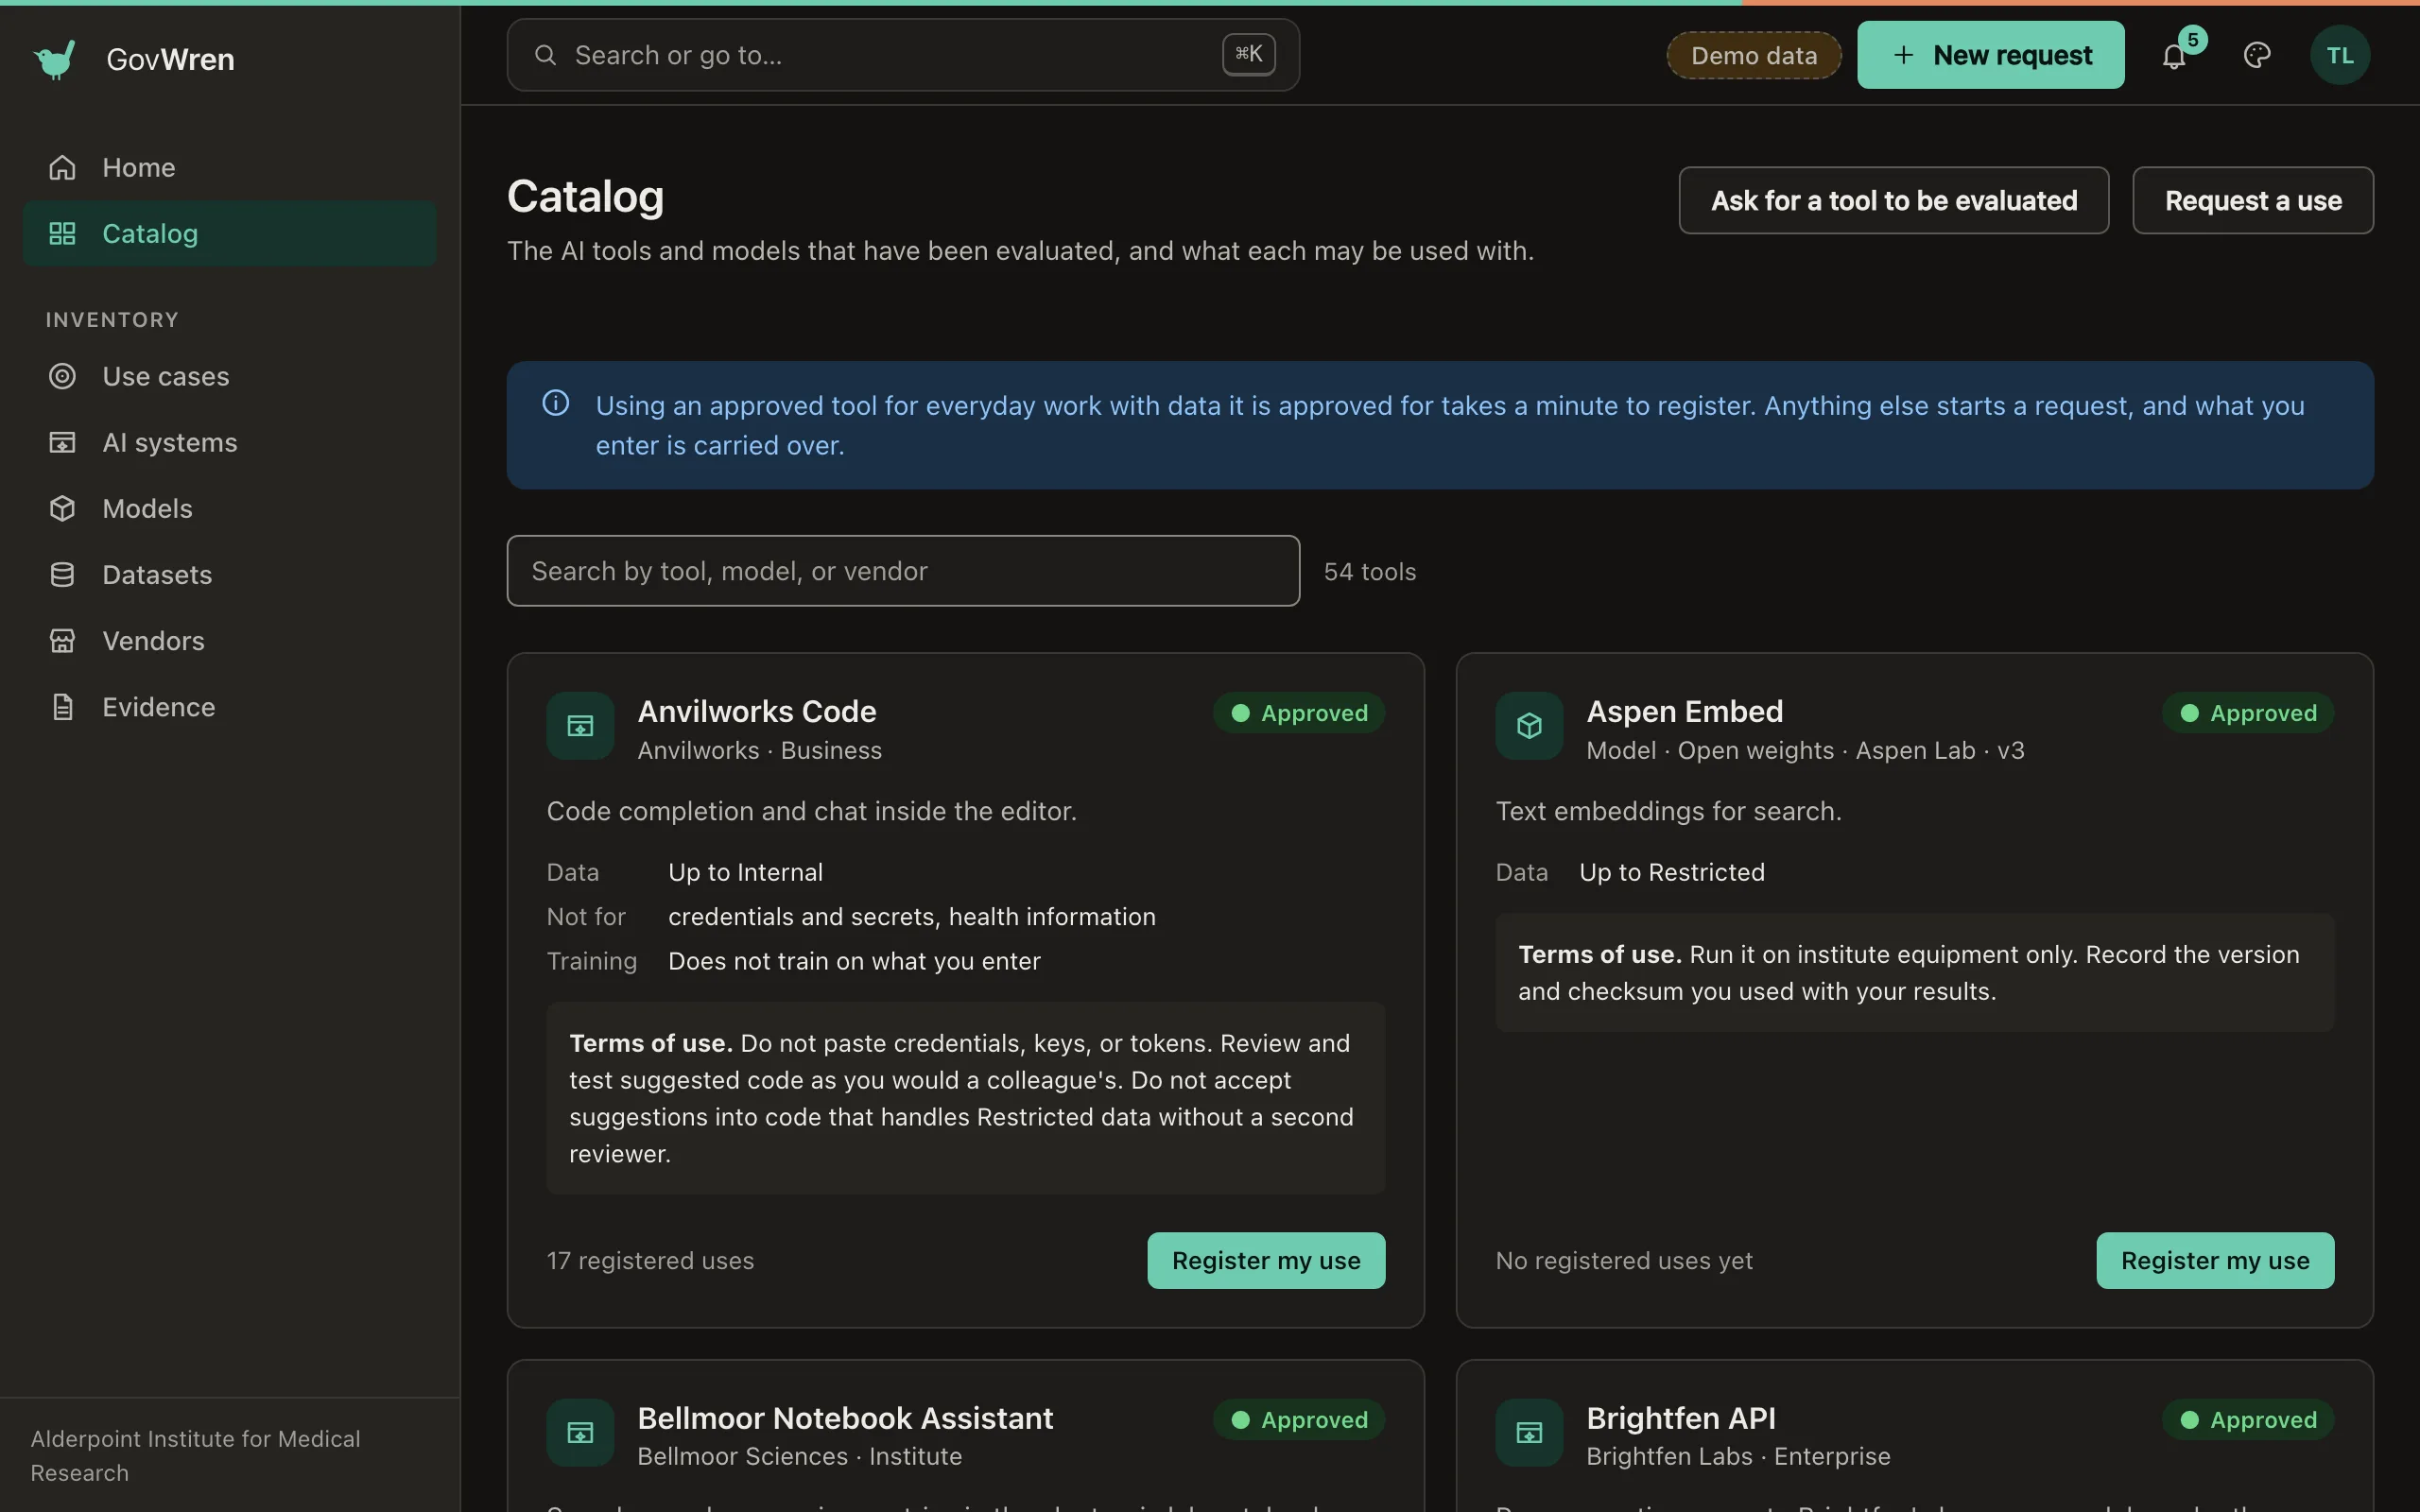 GovWren
Search or go to...
⌘K
Demo data
+ New request
5
TL
Home
Catalog
INVENTORY
Use cases
AI systems
Models
Datasets
Vendors
Evidence
Alderpoint Institute for Medical
Research
Catalog
The AI tools and models that have been evaluated, and what each may be used with.
Ask for a tool to be evaluated
Request a use
Using an approved tool for everyday work with data it is approved for takes a minute to register. Anything else starts a request, and what you
enter is carried over.
Search by tool, model, or vendor
54 tools
Anvilworks Code
Approved
Anvilworks · Business
Code completion and chat inside the editor.
Data Up to Internal
Not for credentials and secrets, health information
Training Does not train on what you enter
Terms of use. Do not paste credentials, keys, or tokens. Review and
test suggested code as you would a colleague's. Do not accept
suggestions into code that handles Restricted data without a second
reviewer.
17 registered uses
Register my use
Aspen Embed
Approved
Model · Open weights · Aspen Lab · v3
Text embeddings for search.
Data Up to Restricted
Terms of use. Run it on institute equipment only. Record the version
and checksum you used with your results.
No registered uses yet
Register my use
Bellmoor Notebook Assistant
Approved
Bellmoor Sciences · Institute
Brightfen API
Approved
Brightfen Labs · Enterprise